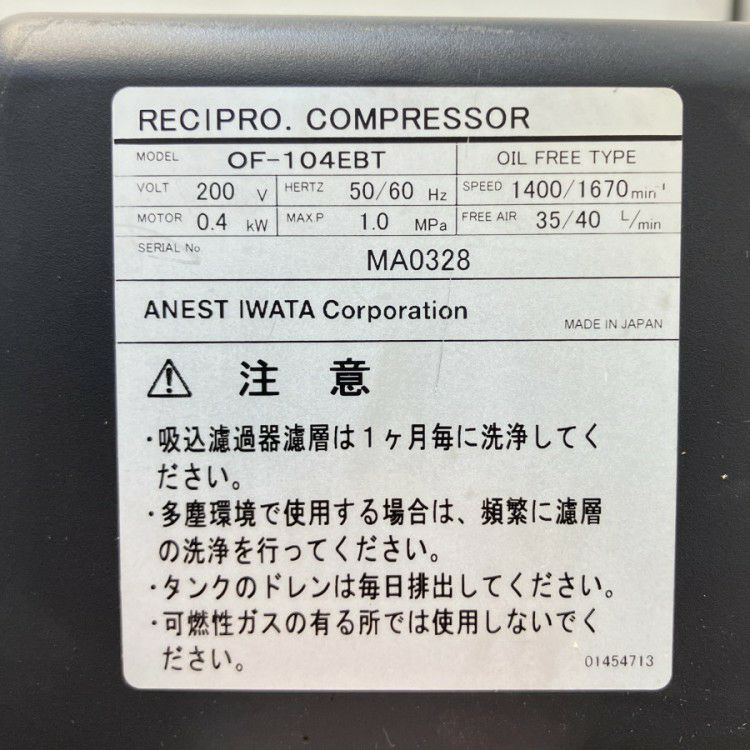 RECIPRO. COMPRESSOR
MODEL OF-104EBT OIL FREE TYPE
VOLT 200 V HERTZ 50/60 Hz SPEED 1400/1670 min⁻¹
MOTOR 0.4 kW MAX P 1.0 MPa FREE AIR 35/40 L/min
SERIAL No. MA0328
ANEST IWATA Corporation
MADE IN JAPAN
⚠ 注 意
・吸込濾過器濾層は1ヶ月毎に洗浄してく
ださい。
・多塵環境で使用する場合は、頻繁に濾層
の洗浄を行ってください。
・タンクのドレンは毎日排出してください。
・可燃性ガスの有る所では使用しないでく
ださい。
01454713